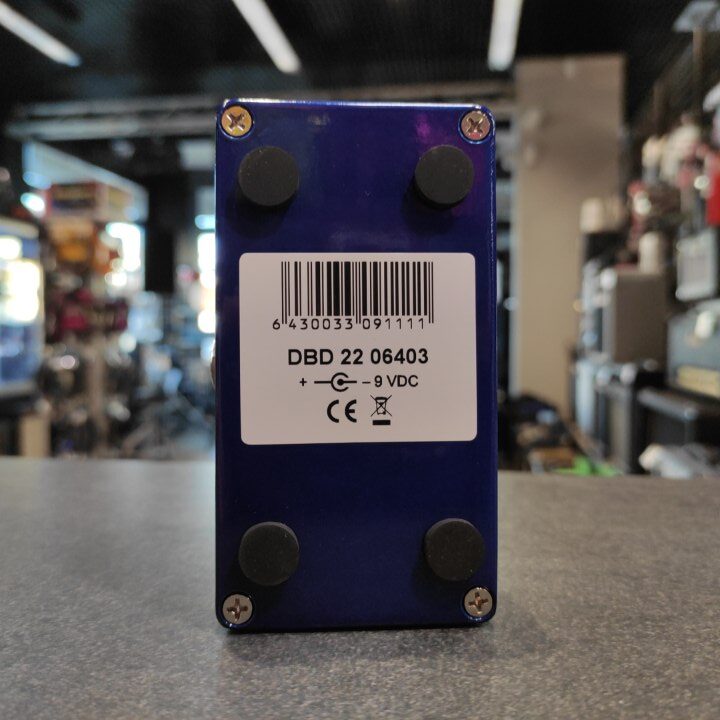 6 430033 091111
DBD 22 06403
+ – 9 VDC
CE